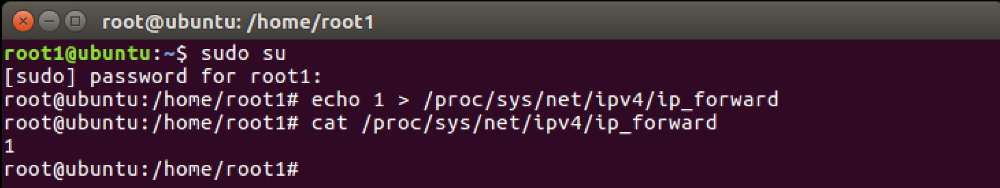 root@ubuntu: /home/root1
root1@ubuntu:~$ sudo su
[sudo] password for root1:
root@ubuntu:/home/root1# echo 1 > /proc/sys/net/ipv4/ip_forward
root@ubuntu:/home/root1# cat /proc/sys/net/ipv4/ip_forward
1
root@ubuntu:/home/root1#